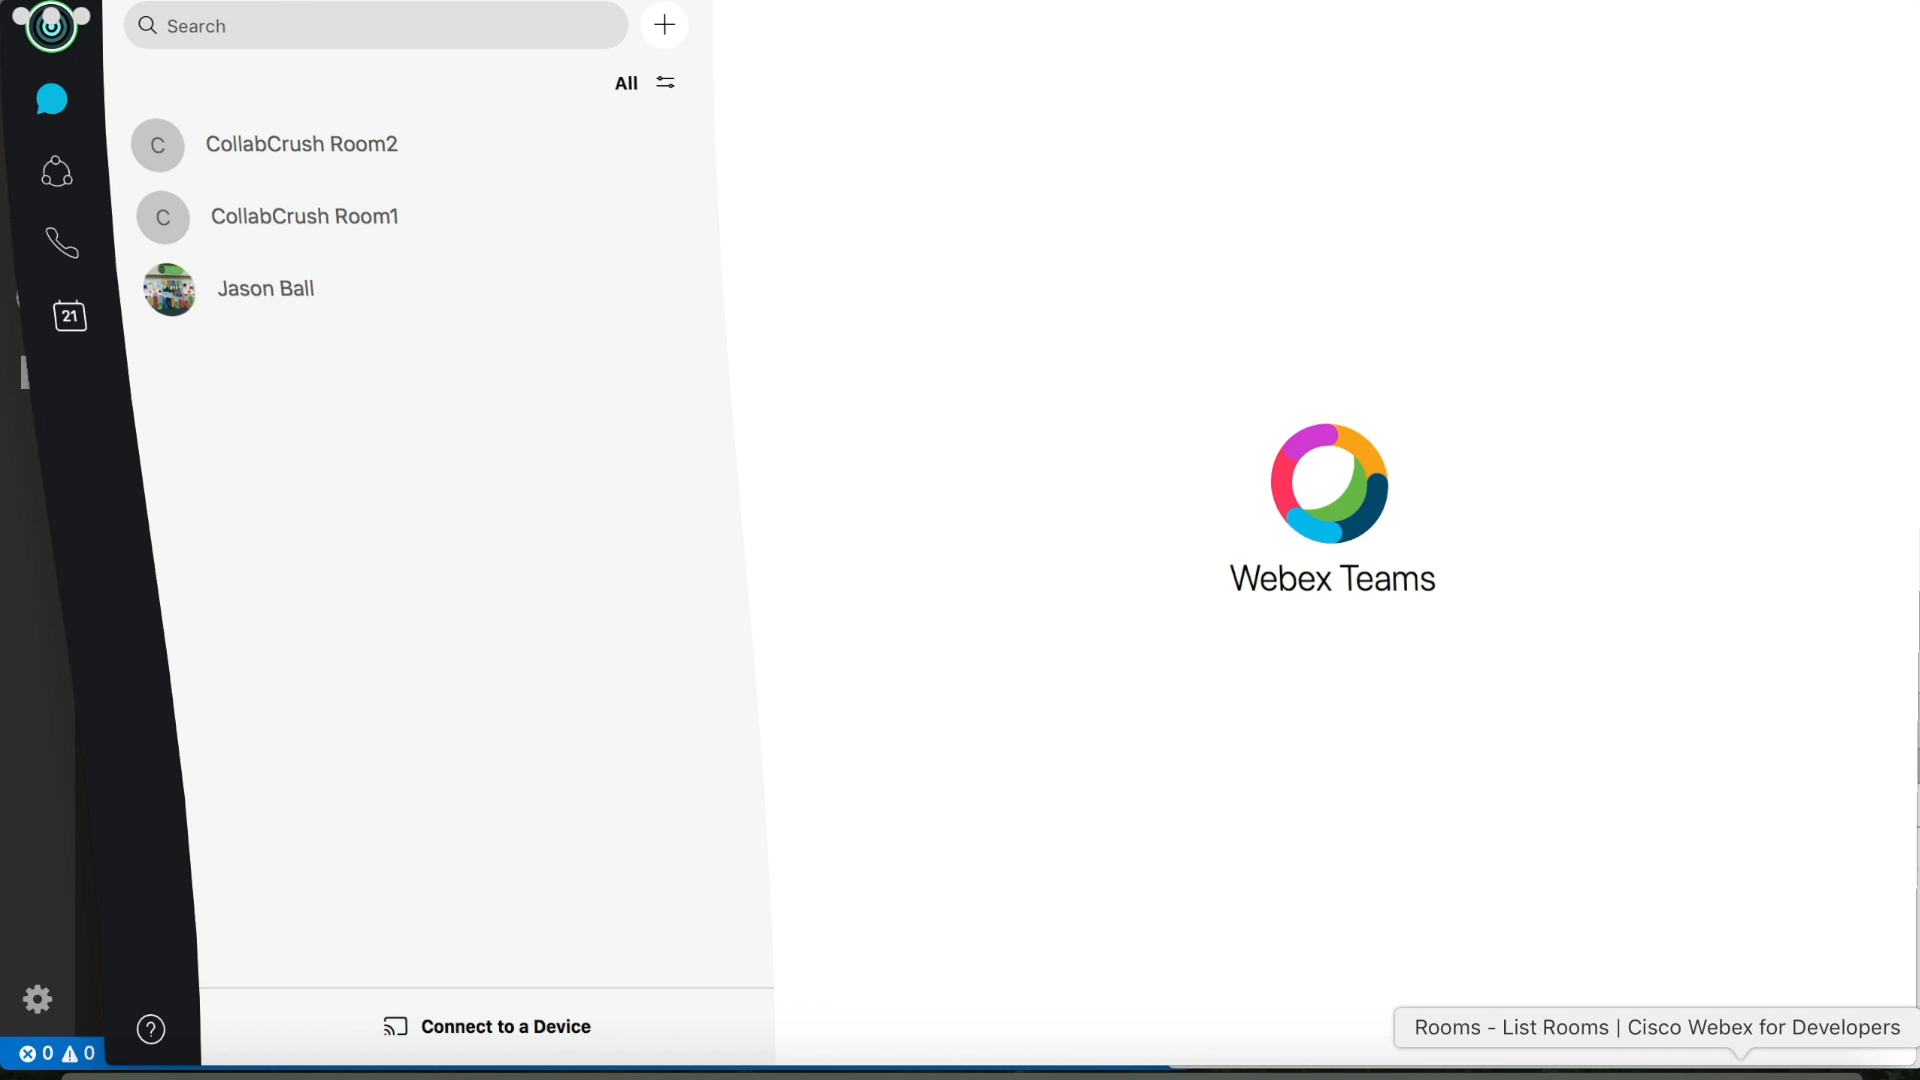 Search
All
C
CollabCrush Room2
C
CollabCrush Room1
Jason Ball
21
Webex Teams
Connect to a Device
Rooms - List Rooms | Cisco Webex for Developers
0 0